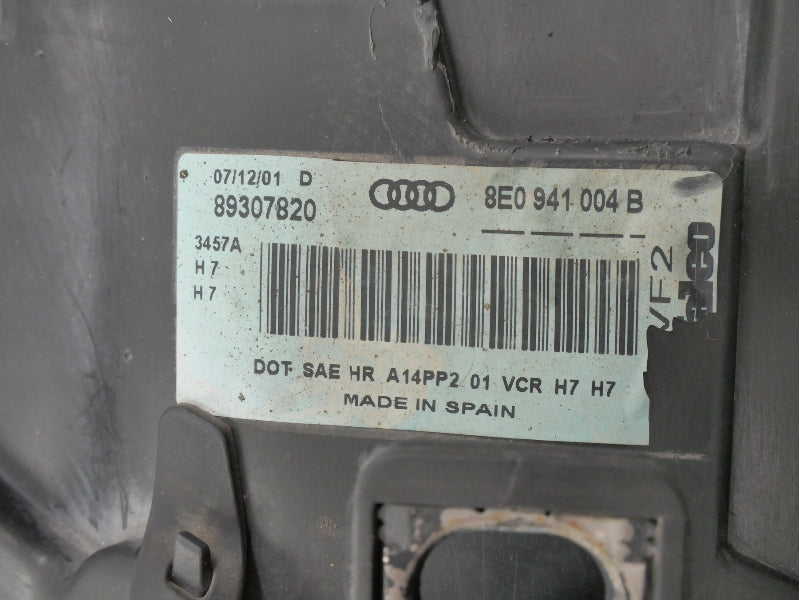 07/12/01 D
89307820
8E0 941 004 B
3457A
H7
H7
VF2
DOT SAE HR A14PP2 01 VCR H7 H7
MADE IN SPAIN